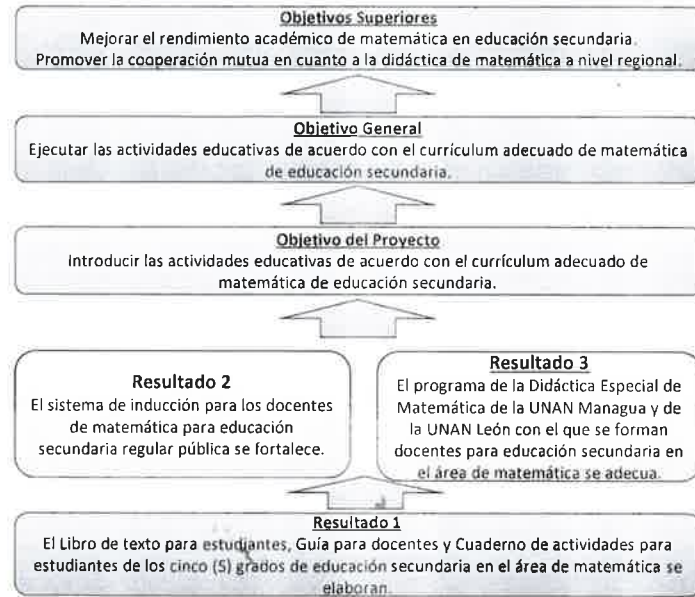 Objetivos Superiores
Mejorar el rendimiento académico de matemática en educación secundaria.
Promover la cooperación mutua en cuanto a la didáctica de matemática a nivel regional.
Objetivo General
Ejecutar las actividades educativas de acuerdo con el currículum adecuado de matemática
de educación secundaria.
Objetivo del Proyecto
Introducir las actividades educativas de acuerdo con el currículum adecuado de
matemática de educación secundaria.
Resultado 2
El sistema de inducción para los docentes
de matemática para educación
secundaria regular pública se fortalece.
Resultado 3
El programa de la Didáctica Especial de
Matemática de la UNAN Managua y de
la UNAN León con el que se forman
docentes para educación secundaria en
el área de matemática se adecua.
Resultado 1
El Libro de texto para estudiantes, Guía para docentes y Cuaderno de actividades para
estudiantes de los cinco (5) grados de educación secundaria en el área de matemática se
elaboran.